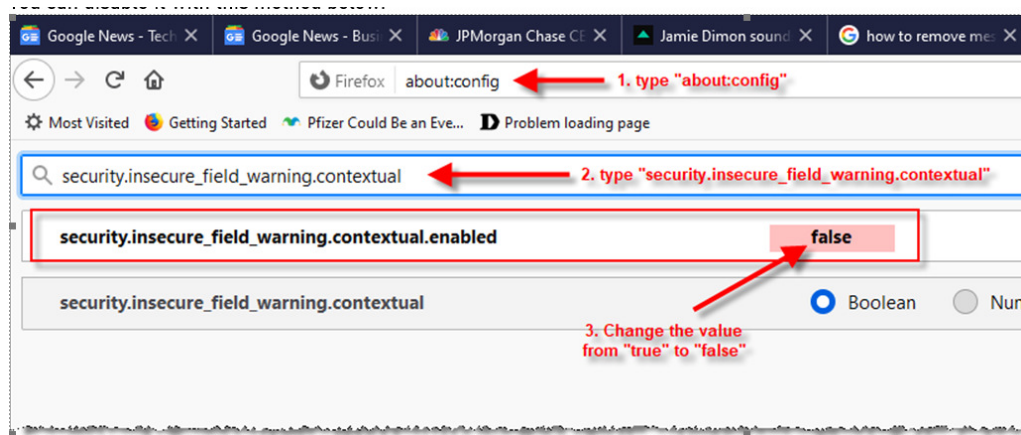 You can disable it with this method below:
Google News - Tech
Google News - Busi
JPMorgan Chase CE
Jamie Dimon sound
how to remove mes
Firefox about:config 1. type "about:config"
Most Visited Getting Started Pfizer Could Be an Eve... Problem loading page
security.insecure_field_warning.contextual 2. type "security.insecure_field_warning.contextual"
security.insecure_field_warning.contextual.enabled false
security.insecure_field_warning.contextual Boolean Num
3. Change the value
from "true" to "false"